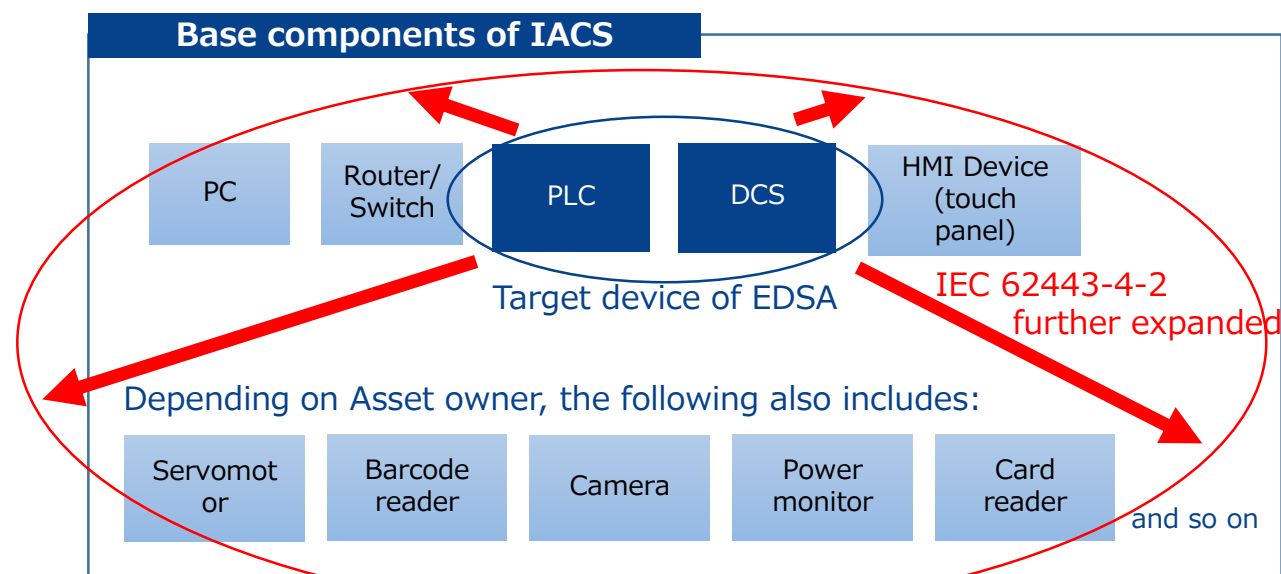 Base components of IACS
PC
Router/
Switch
PLC
DCS
HMI Device
(touch
panel)
Target device of EDSA
IEC 62443-4-2
further expanded
Depending on Asset owner, the following also includes:
Servomot
or
Barcode
reader
Camera
Power
monitor
Card
reader
and so on